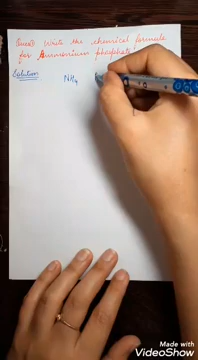 Ques:- Write the chemical formula
for Ammonium phosphate
Solution
NH4
Made with
VideoShow